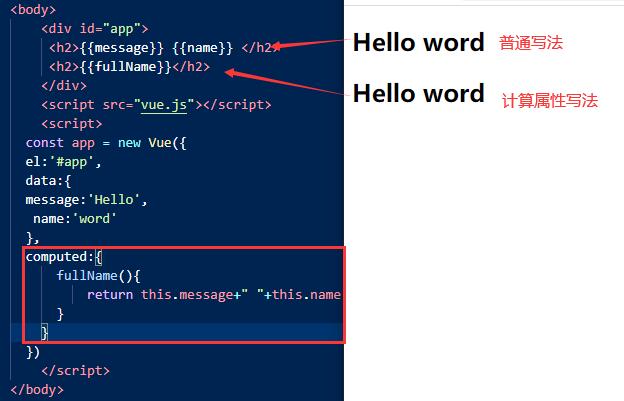 <body>
<div id="app">
<h2>{{message}} {{name}} </h2>
<h2>{{fullName}}</h2>
</div>
<script src="vue.js"></script>
<script>
const app = new Vue({
el:'#app',
data:{
message:'Hello',
name:'word'
},
computed:{
fullName(){
return this.message+" "+this.name
}
}
})
</script>
</body>
Hello word 普通写法
Hello word 计算属性写法